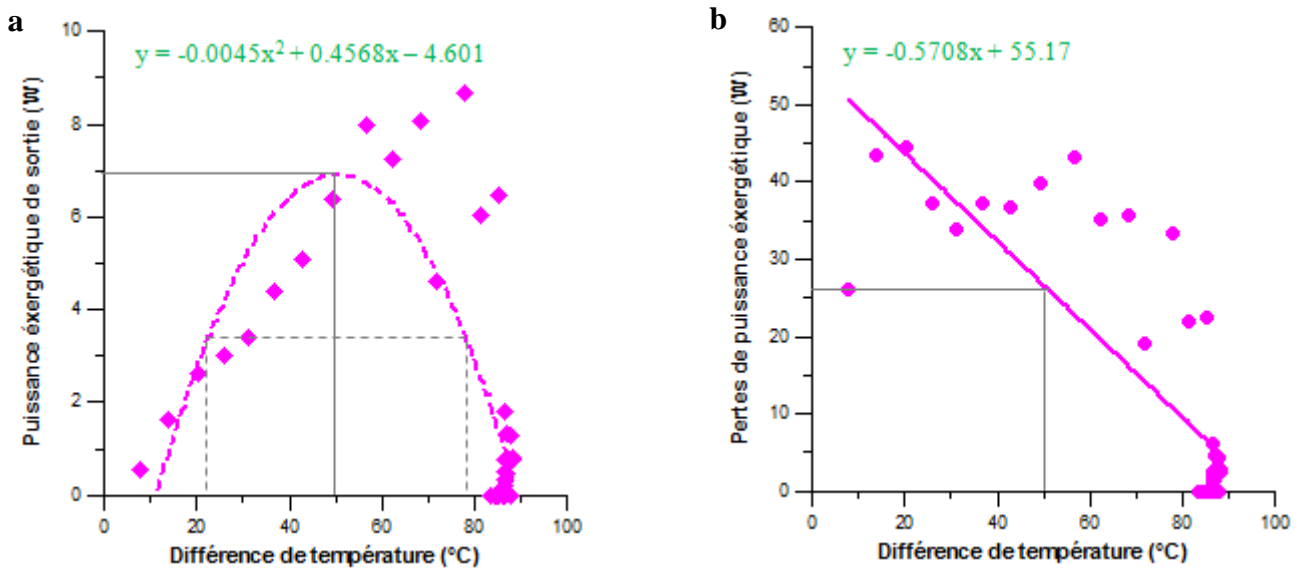 a
y = -0.0045x² + 0.4568x – 4.601
Puissance éxergétique de sortie (W)
10
8
6
4
2
0
0 20 40 60 80 100
Différence de température (°C)
b
y = -0.5708x + 55.17
Pertes de puissance éxergétique (W)
60
50
40
30
20
10
0
0 20 40 60 80 100
Différence de température (°C)